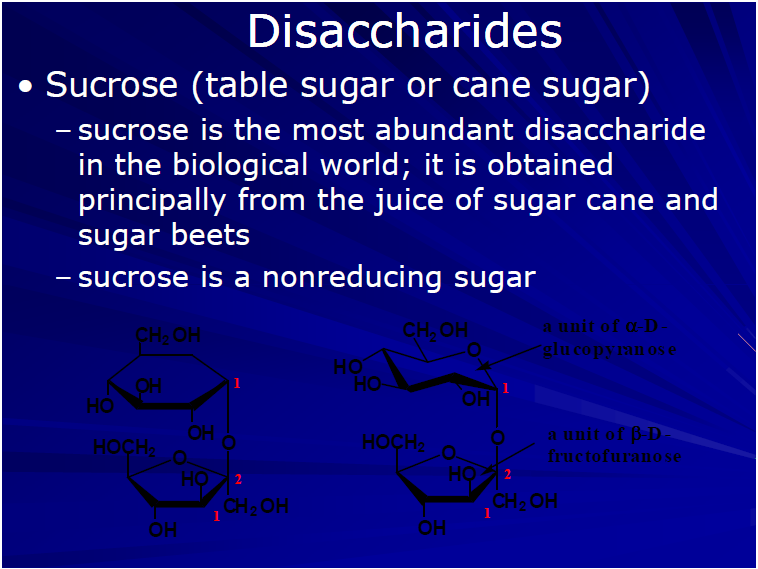 Disaccharides
• Sucrose (table sugar or cane sugar)
– sucrose is the most abundant disaccharide
in the biological world; it is obtained
principally from the juice of sugar cane and
sugar beets
– sucrose is a nonreducing sugar
CH2OH
OH
HO
1
OH
O
HOCH2
O
HO
2
CH2OH
1
OH
CH2OH
O
HO
HO
1
OH
O
HOCH2
O
HO
2
CH2OH
1
OH
a unit of α-D-
glucopyranose
a unit of β-D-
fructofuranose